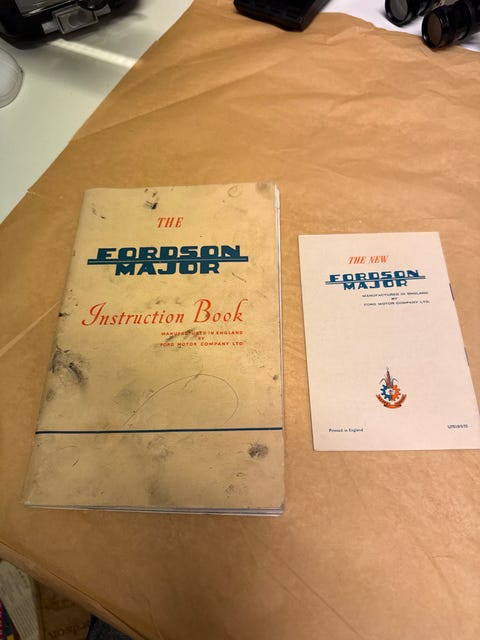 THE
FORDSON
MAJOR
Instruction Book
MANUFACTURED IN ENGLAND
BY
FORD MOTOR COMPANY LTD
THE NEW
FORDSON
MAJOR
MANUFACTURED IN ENGLAND
BY
FORD MOTOR COMPANY LTD.
Printed in England